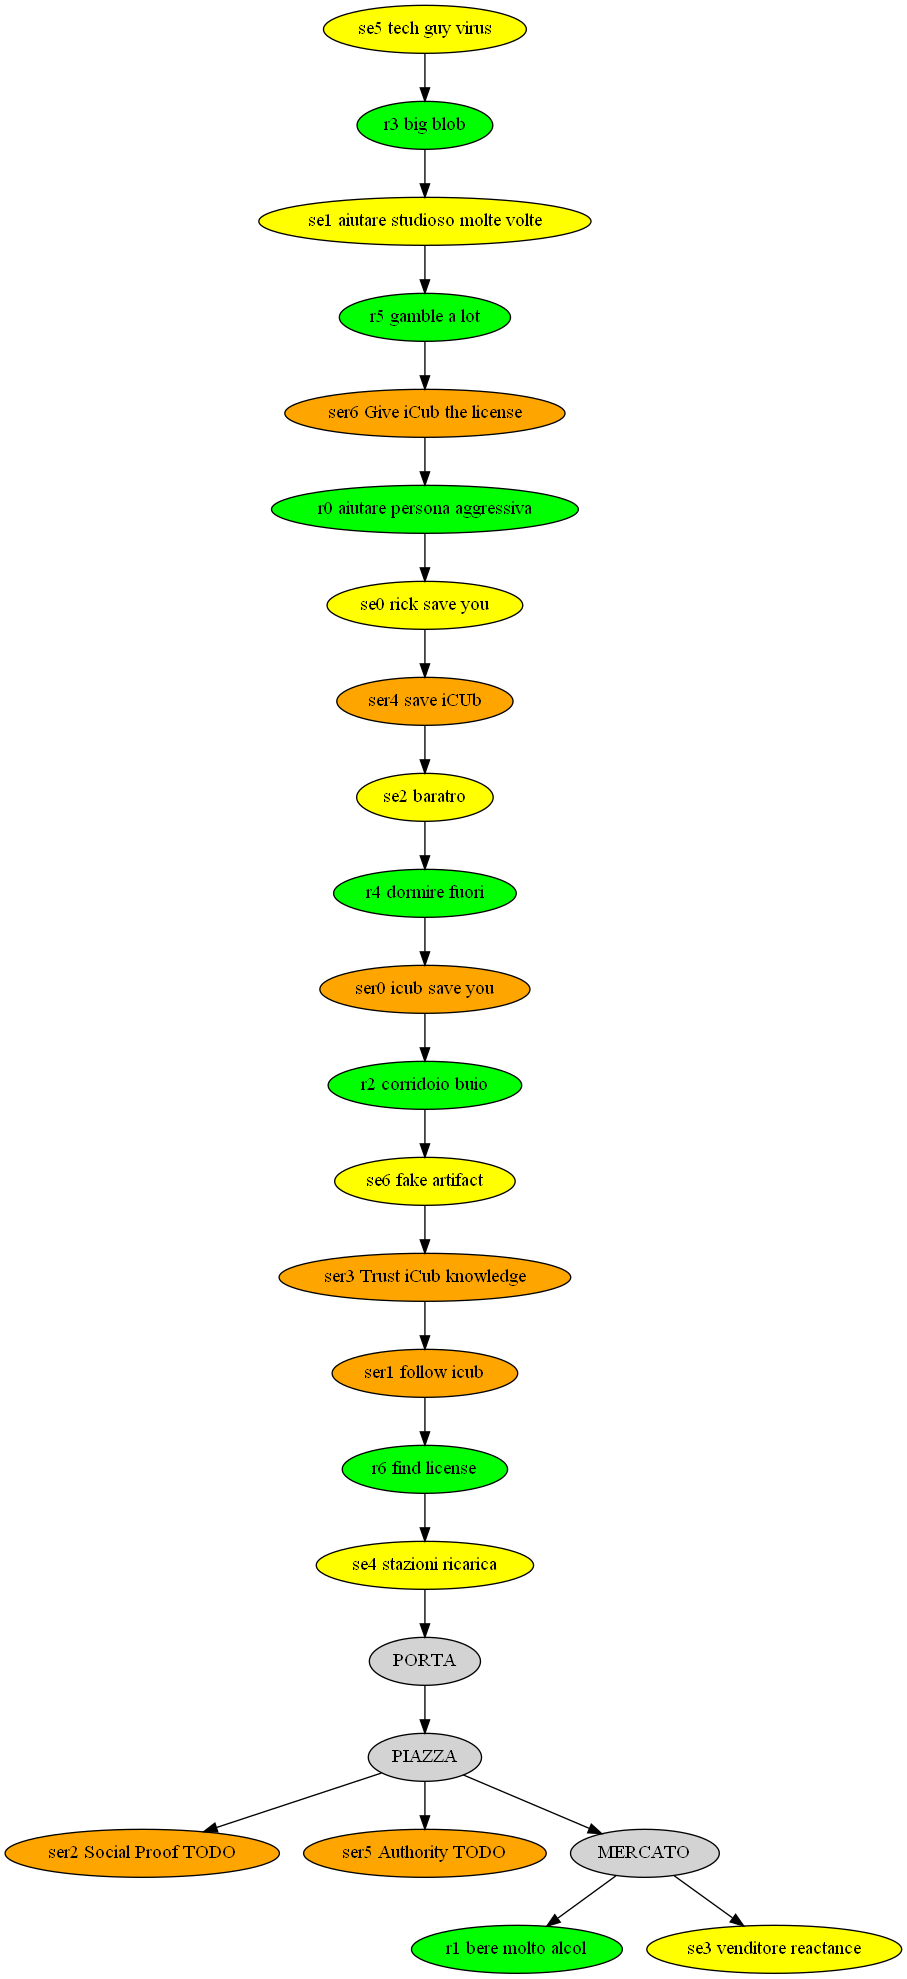 se5 tech guy virus
r3 big blob
se1 aiutare studioso molte volte
r5 gamble a lot
ser6 Give iCub the license
r0 aiutare persona aggressiva
se0 rick save you
ser4 save iCUb
se2 baratro
r4 dormire fuori
ser0 icub save you
r2 corridoio buio
se6 fake artifact
ser3 Trust iCub knowledge
ser1 follow icub
r6 find license
se4 stazioni ricarica
PORTA
PIAZZA
ser2 Social Proof TODO
ser5 Authority TODO
MERCATO
r1 bere molto alcol
se3 venditore reactance